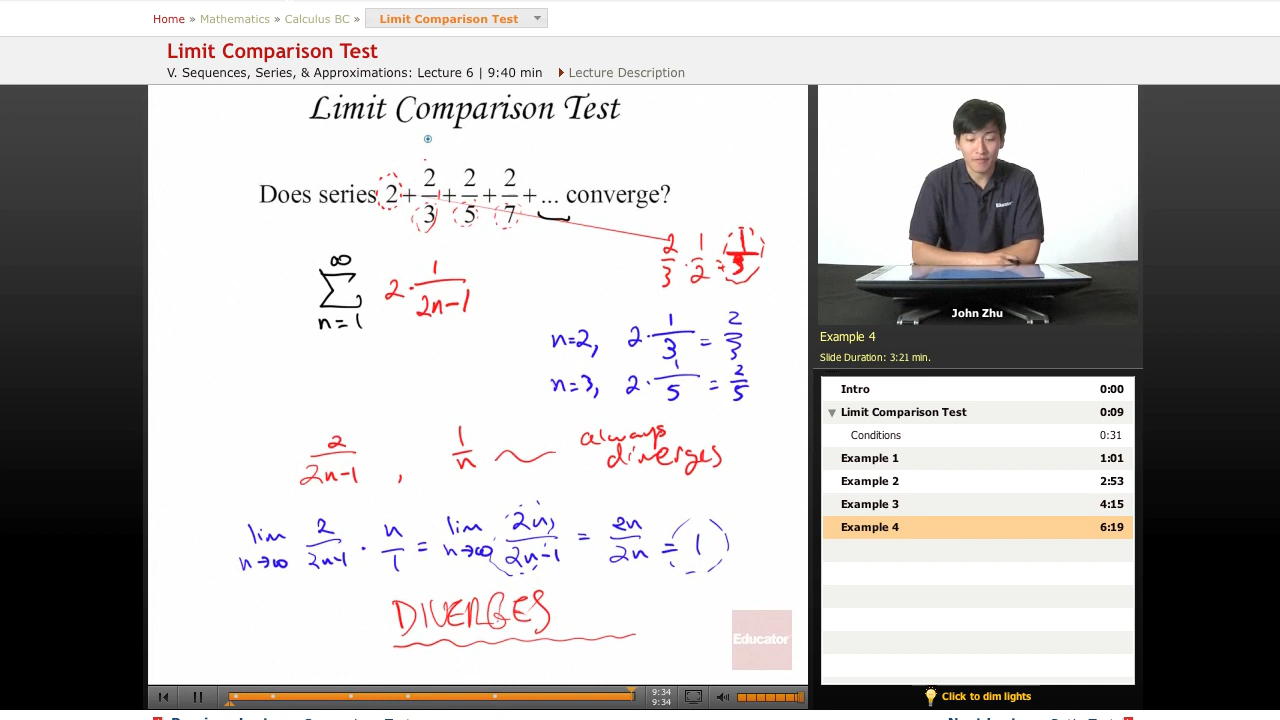 Home » Mathematics » Calculus BC » Limit Comparison Test
Limit Comparison Test
V. Sequences, Series, & Approximations: Lecture 6 | 9:40 min Lecture Description
Limit Comparison Test
Does series 2 + 2/3 + 2/5 + 2/7 + ... converge?
2/3 · 1/2 = 1/3
∞ Σ n=1 2 · 1/(2n-1)
n=2, 2 · 1/3 = 2/3
n=3, 2 · 1/5 = 2/5
2/(2n-1) , 1/n always diverges
lim n→∞ 2/(2n-1) · n/1 = lim n→∞ 2n/(2n-1) = 2n/2n = 1
DIVERGES
Educator
9:34
9:34
Educator
John Zhu
Example 4
Slide Duration: 3:21 min.
Intro 0:00
Limit Comparison Test 0:09
Conditions 0:31
Example 1 1:01
Example 2 2:53
Example 3 4:15
Example 4 6:19
Click to dim lights